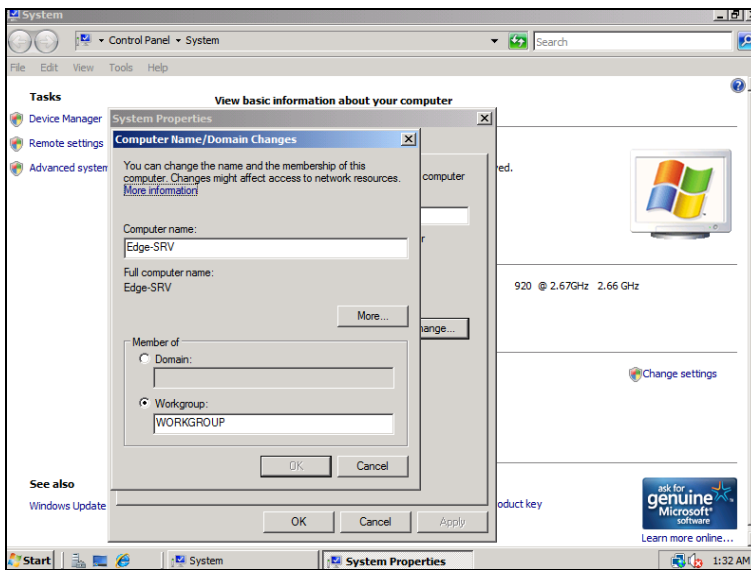 System
Control Panel
System
Search
File Edit View Tools Help
Tasks
View basic information about your computer
Device Manager
Remote settings
Advanced system
System Properties
Computer Name/Domain Changes
You can change the name and the membership of this
computer. Changes might affect access to network resources.
More information
Computer name:
Edge-SRV
Full computer name:
Edge-SRV
More...
Member of
Domain:
Workgroup:
WORKGROUP
OK Cancel
computer
r
ved.
hange...
920 @ 2.67GHz 2.66 GHz
Change settings
OK Cancel Apply
See also
Windows Update
oduct key
ask for
genuine
Microsoft®
software
Learn more online...
Start
System
System Properties
1:32 AM